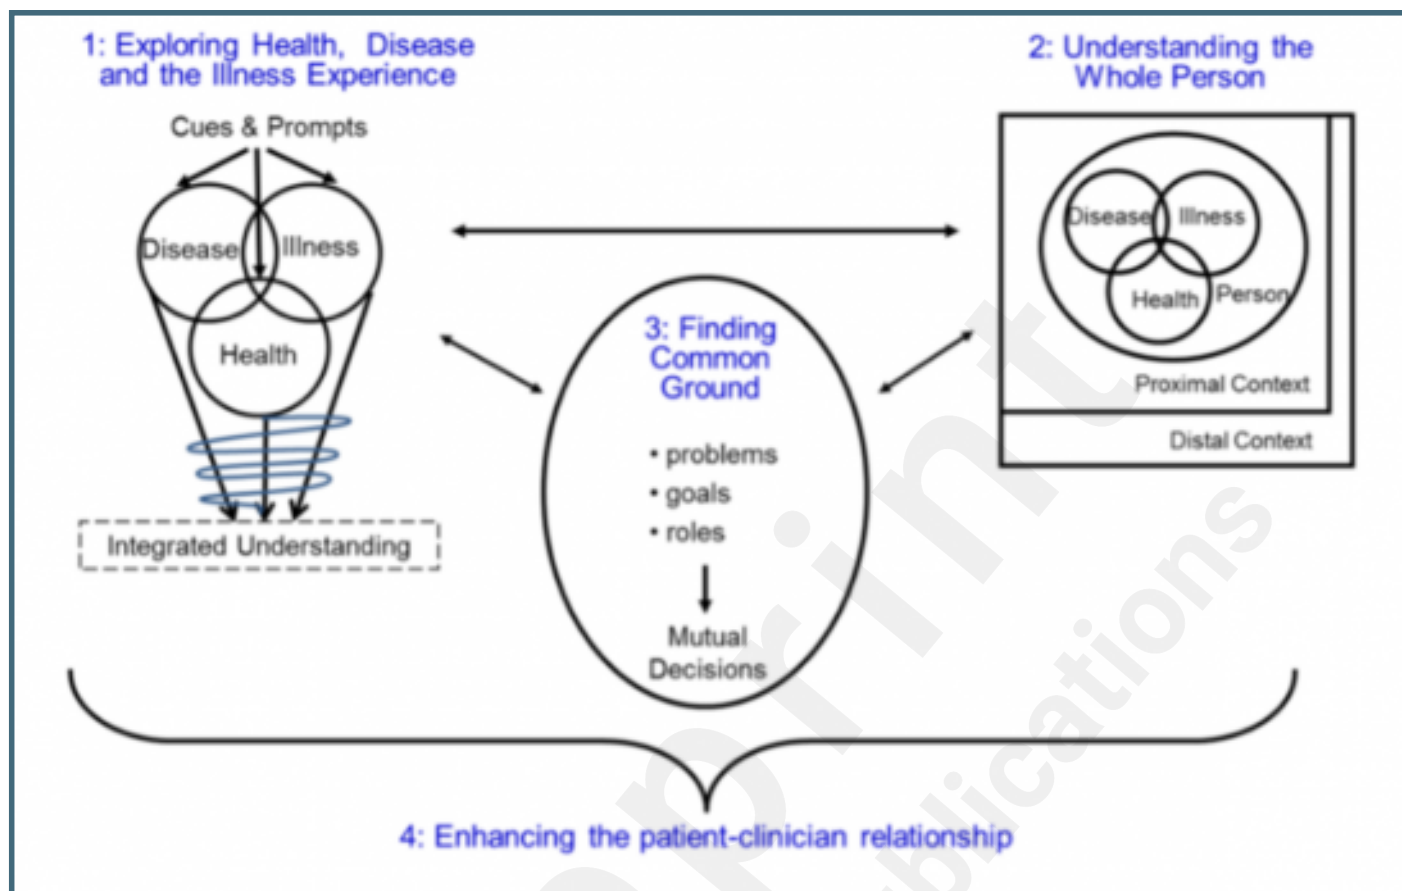 1: Exploring Health, Disease
and the Illness Experience
Cues & Prompts
Disease
Illness
Health
Integrated Understanding
2: Understanding the
Whole Person
Disease
Illness
Health
Person
Proximal Context
Distal Context
3: Finding
Common
Ground
• problems
• goals
• roles
Mutual
Decisions
4: Enhancing the patient-clinician relationship
print
blications